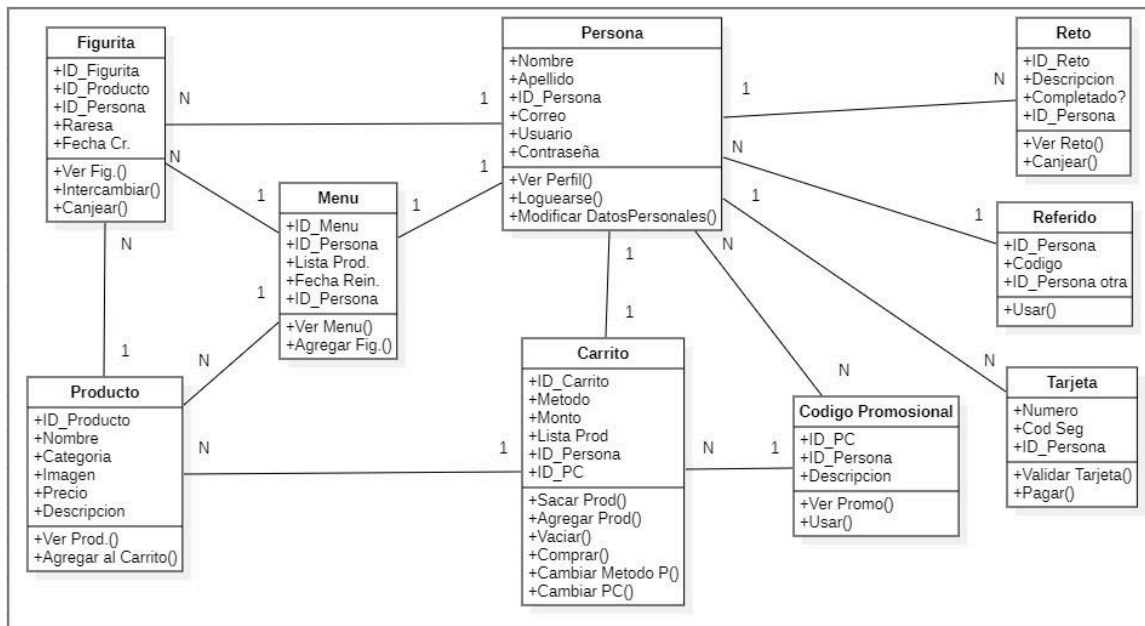 Figurita
+ID_Figurita
+ID_Producto
+ID_Persona
+Raresa
+Fecha Cr.
+Ver Fig.()
+Intercambiar()
+Canjear()
Persona
+Nombre
+Apellido
+ID_Persona
+Correo
+Usuario
+Contraseña
+Ver Perfil()
+Loguearse()
+Modificar DatosPersonales()
Reto
+ID_Reto
+Descripcion
+Completado?
+ID_Persona
+Ver Reto()
+Canjear()
N
1
1
N
N
1
1
1
N
1
1
N
Menu
+ID_Menu
+ID_Persona
+Lista Prod.
+Fecha Rein.
+ID_Persona
+Ver Menu()
+Agregar Fig.()
Referido
+ID_Persona
+Codigo
+ID_Persona otra
+Usar()
N
1
1
N
1
1
N
N
N
Producto
+ID_Producto
+Nombre
+Categoria
+Imagen
+Precio
+Descripcion
+Ver Prod.()
+Agregar al Carrito()
N
1
Carrito
+ID_Carrito
+Metodo
+Monto
+Lista Prod
+ID_Persona
+ID_PC
+Sacar Prod()
+Agregar Prod()
+Vaciar()
+Comprar()
+Cambiar Metodo P()
+Cambiar PC()
N
1
Codigo Promosional
+ID_PC
+ID_Persona
+Descripcion
+Ver Promo()
+Usar()
Tarjeta
+Numero
+Cod Seg
+ID_Persona
+Validar Tarjeta()
+Pagar()